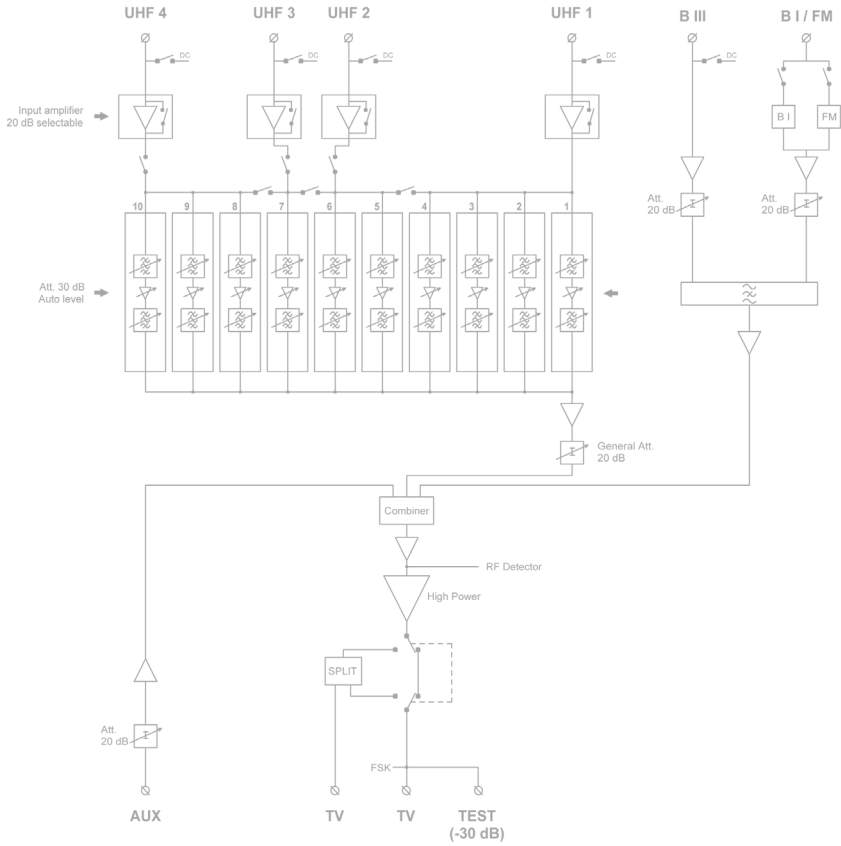 UHF 4 UHF 3 UHF 2 UHF 1 B III B I / FM
DC DC DC DC DC
Input amplifier
20 dB selectable
B I FM
10 9 8 7 6 5 4 3 2 1
Att.
20 dB
Att.
20 dB
Att. 30 dB
Auto level
General Att.
20 dB
Combiner
RF Detector
High Power
SPLIT
Att.
20 dB
FSK
AUX TV TV TEST
(-30 dB)